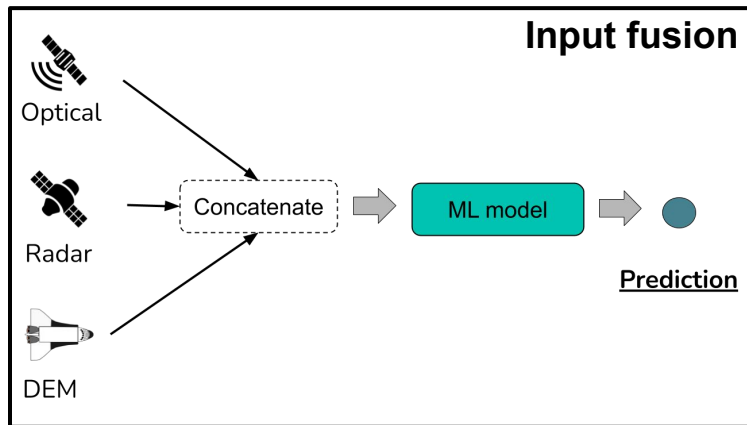 Input fusion
Optical
Radar
DEM
Concatenate
ML model
Prediction